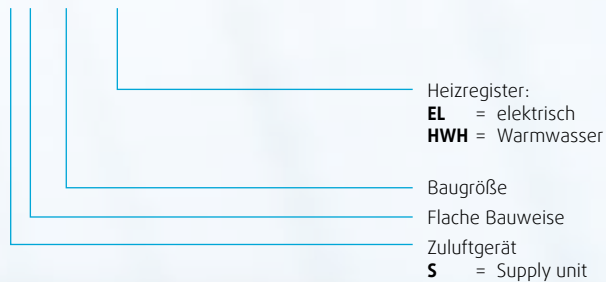 Heizregister:
EL = elektrisch
HWH = Warmwasser
Baugröße
Flache Bauweise
Zuluftgerät
S = Supply unit